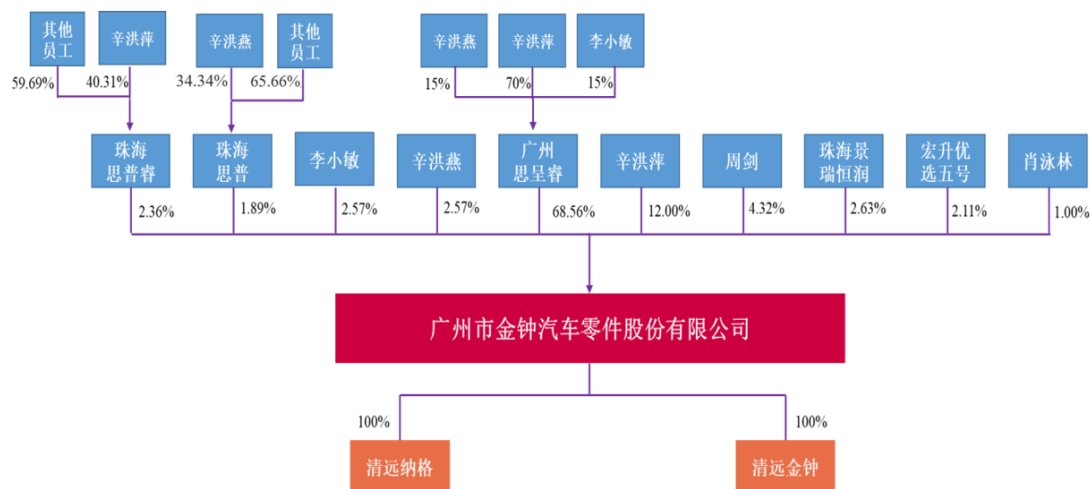 其他
员工
辛洪萍
辛洪燕
其他
员工
辛洪燕
辛洪萍
李小敏
59.69%
40.31%
34.34%
65.66%
15%
70%
15%
珠海
思普睿
珠海
思普
李小敏
辛洪燕
广州
思呈睿
辛洪萍
周剑
珠海景
瑞恒润
宏升优
选五号
肖泳林
2.36%
1.89%
2.57%
2.57%
68.56%
12.00%
4.32%
2.63%
2.11%
1.00%
广州市金钟汽车零件股份有限公司
100%
100%
清远纳格
清远金钟